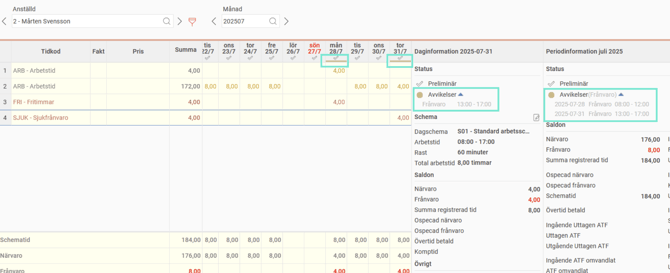 Anställd
Månad
2 - Mårten Svensson
202507
Tidkod Fakt Pris Summa tis 22/7 ons 23/7 tor 24/7 fre 25/7 lör 26/7 sön 27/7 mån 28/7 tis 29/7 ons 30/7 tor 31/7
1 ARB - Arbetstid 4,00 4,00
2 ARB - Arbetstid 172,00 8,00 8,00 8,00 8,00 8,00 8,00 4,00
3 FRI - Fritimmar 4,00 4,00
4 SJUK - Sjukfrånvaro 4,00 4,00
Schematid 184,00 8,00 8,00 8,00 8,00 8,00 8,00 8,00 8,00
Närvaro 176,00 8,00 8,00 8,00 8,00 4,00 8,00 8,00 4,00
Frånvaro 8,00 4,00 4,00
Daginformation 2025-07-31
Status
Preliminär
Avvikelser
Frånvaro 13:00 - 17:00
Schema
Dagschema S01 - Standard arbetssc...
Arbetstid 08:00 - 17:00
Rast 60 minuter
Total arbetstid 8,00 timmar
Saldon
Närvaro 4,00
Frånvaro 4,00
Summa registrerad tid 8,00
Ospecad närvaro
Ospecad frånvaro
Övertid betald
Komptid
Övrigt
Periodinformation juli 2025
Status
Preliminär
Avvikelser(Frånvaro)
2025-07-28 Frånvaro 08:00 - 12:00
2025-07-31 Frånvaro 13:00 - 17:00
Saldon
Närvaro 176,00
Frånvaro 8,00
Summa registrerad tid 184,00
Ospecad närvaro
Ospecad frånvaro
Schematid 184,00
Övertid betald
Ingående Uttagen ATF
Uttagen ATF
Ingående ATF omvandlat
ATF omvandlat